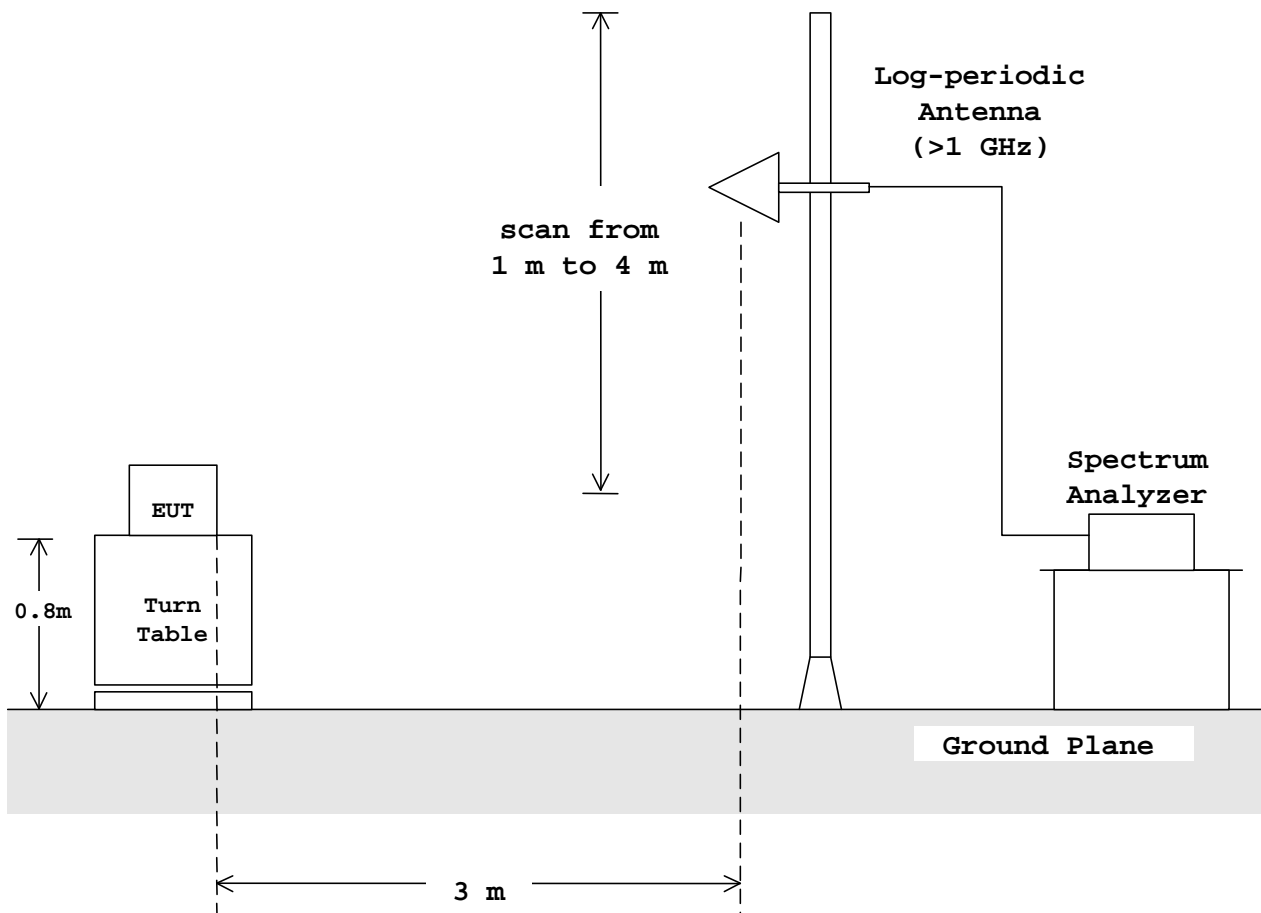 Log-periodic
Antenna
(>1 GHz)
scan from
1 m to 4 m
Spectrum
Analyzer
EUT
0.8m
Turn
Table
Ground Plane
3 m